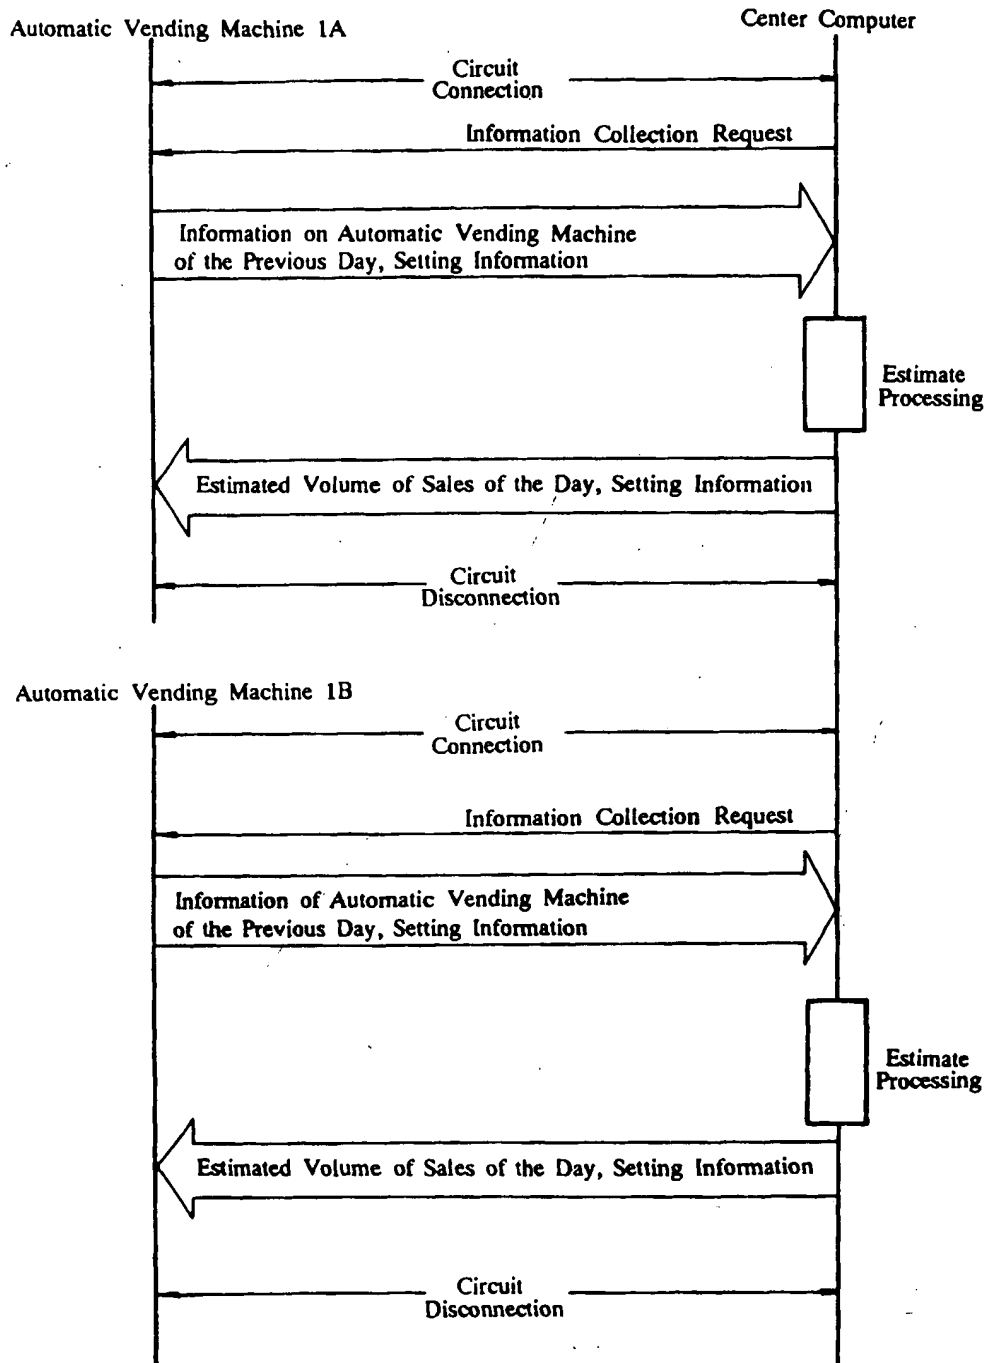 Automatic Vending Machine 1A
Center Computer
Circuit
Connection
Information Collection Request
Information on Automatic Vending Machine
of the Previous Day, Setting Information
Estimate
Processing
Estimated Volume of Sales of the Day, Setting Information
Circuit
Disconnection
Automatic Vending Machine 1B
Circuit
Connection
Information Collection Request
Information of Automatic Vending Machine
of the Previous Day, Setting Information
Estimate
Processing
Estimated Volume of Sales of the Day, Setting Information
Circuit
Disconnection